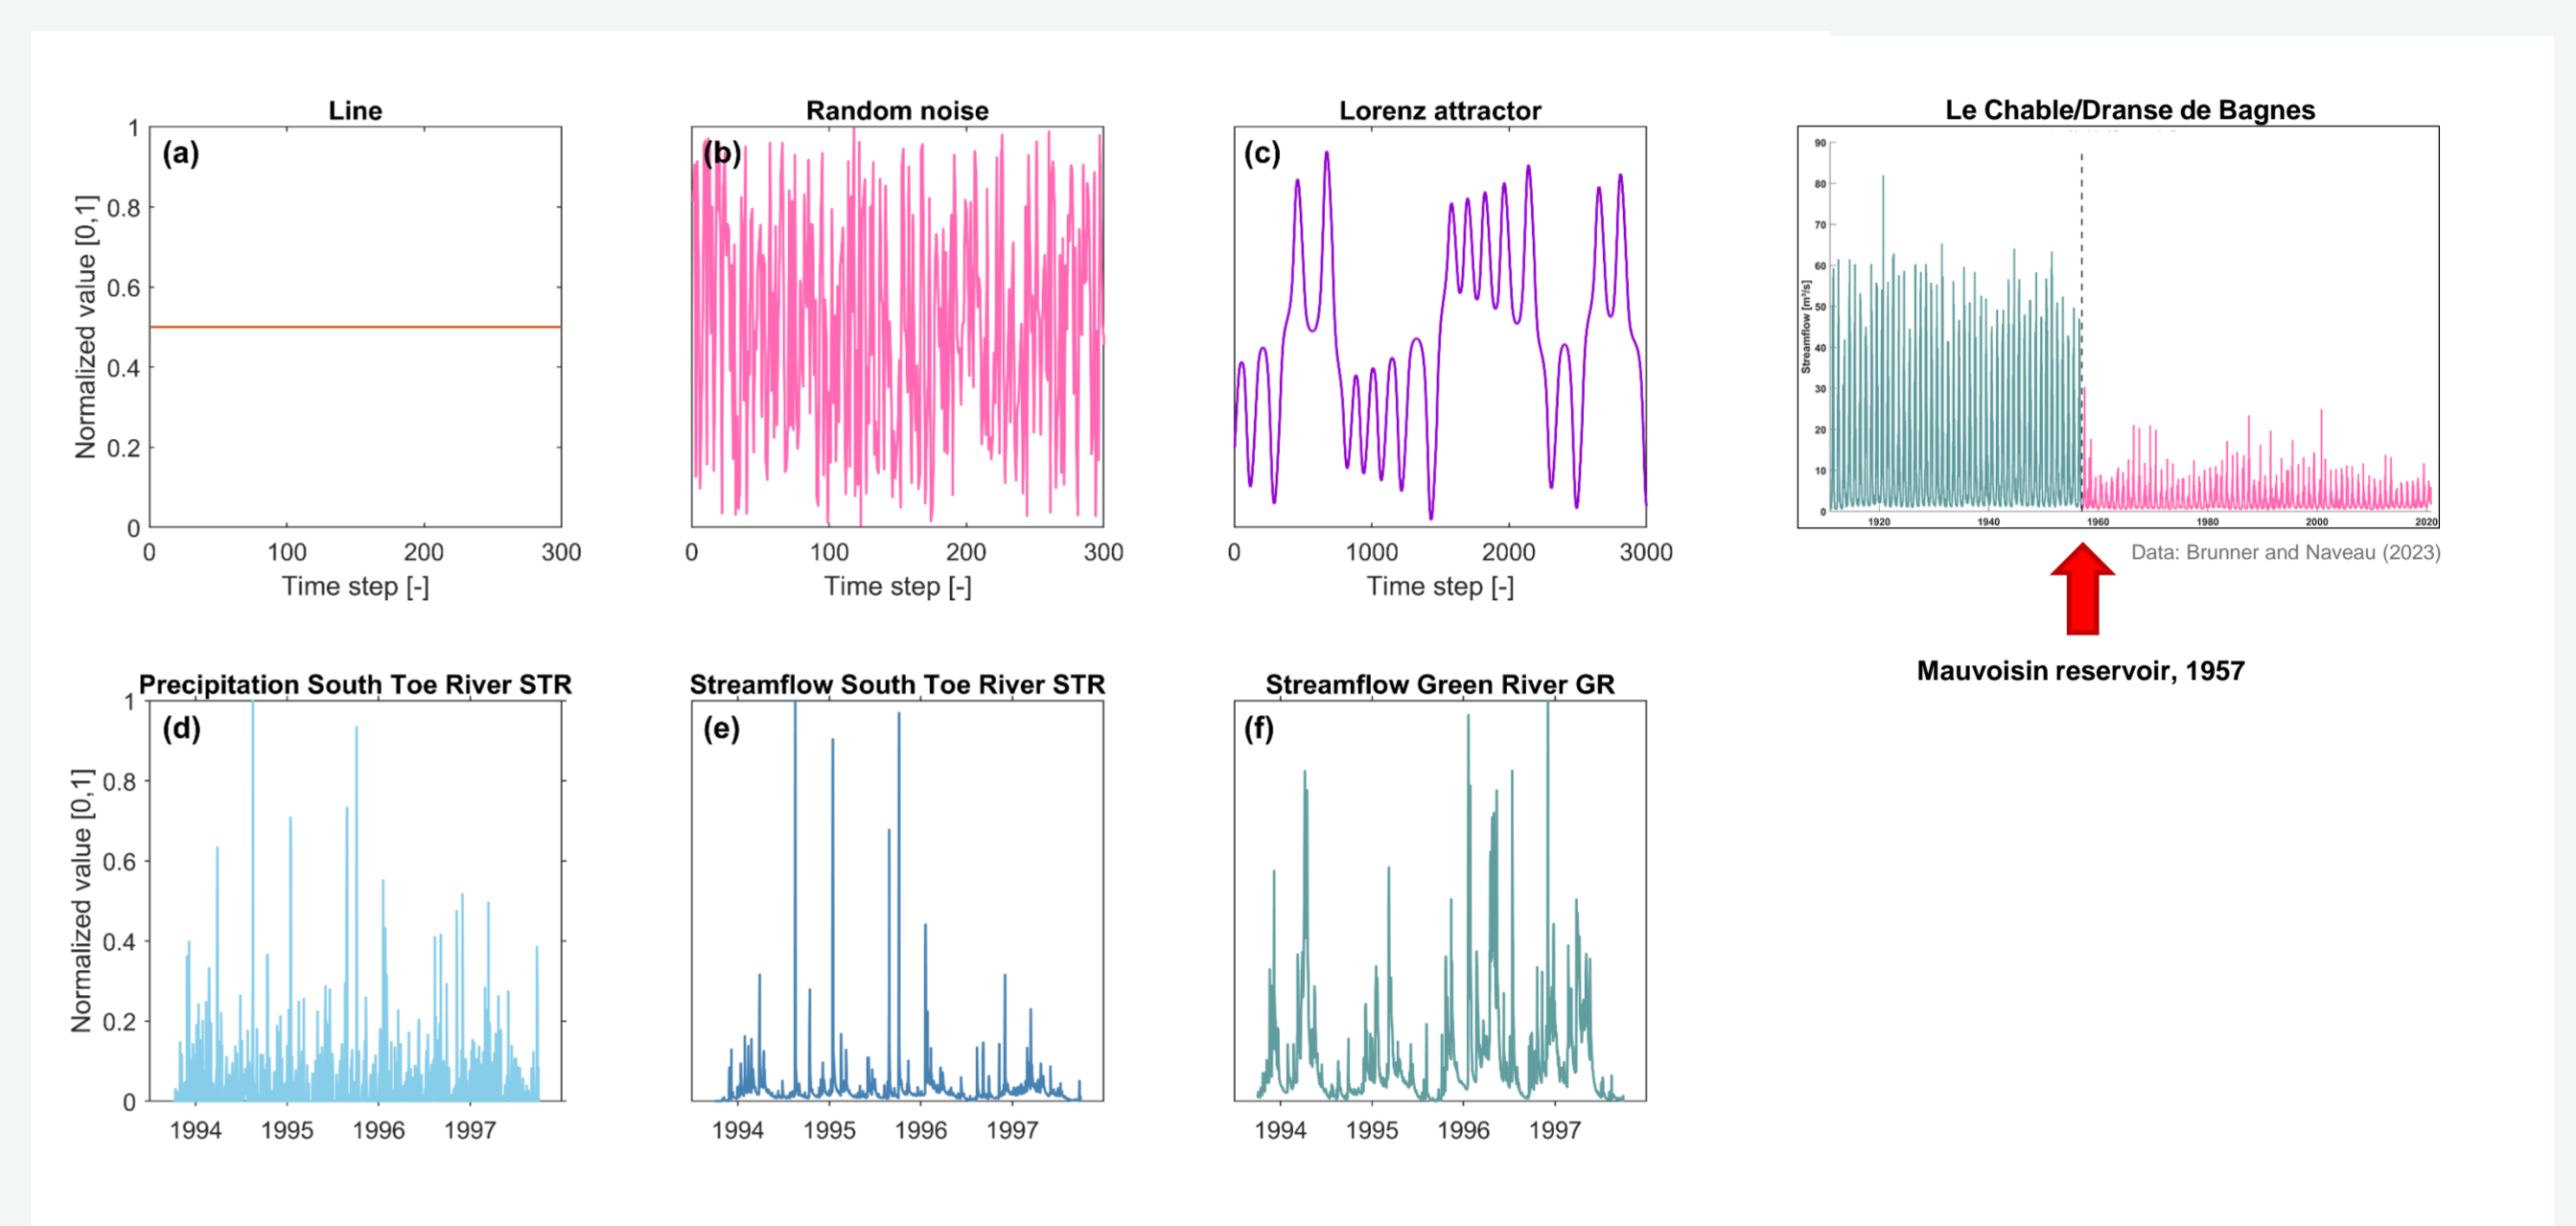 Line
(a)
Normalized value [0,1]
1
0.8
0.6
0.4
0.2
0
0 100 200 300
Time step [-]
Random noise
(b)
0 100 200 300
Time step [-]
Lorenz attractor
(c)
0 1000 2000 3000
Time step [-]
Le Chable/Dranse de Bagnes
Streamflow [m³/s]
90
80
70
60
50
40
30
20
10
0
1920 1940 1960 1980 2000 2020
Data: Brunner and Naveau (2023)
Mauvoisin reservoir, 1957
Precipitation South Toe River STR
(d)
Normalized value [0,1]
1
0.8
0.6
0.4
0.2
0
1994 1995 1996 1997
Streamflow South Toe River STR
(e)
1994 1995 1996 1997
Streamflow Green River GR
(f)
1994 1995 1996 1997